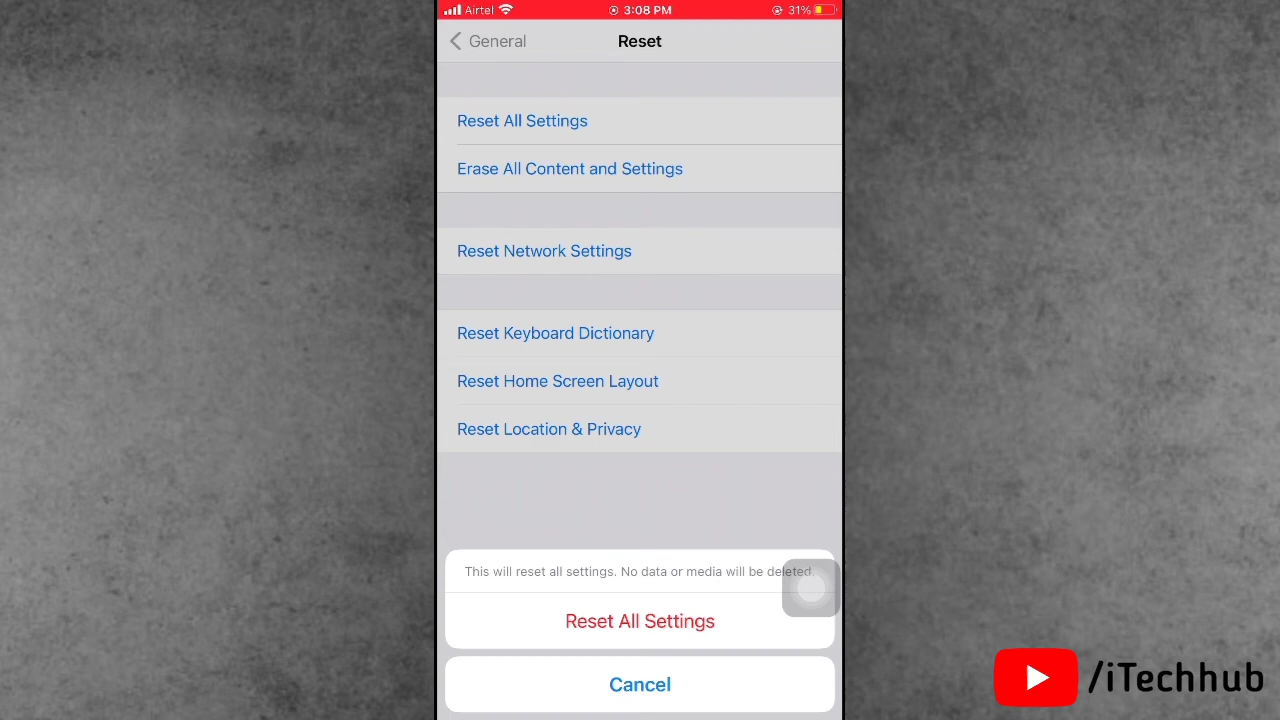 Airtel 3:08 PM 31%
General Reset
Reset All Settings
Erase All Content and Settings
Reset Network Settings
Reset Keyboard Dictionary
Reset Home Screen Layout
Reset Location & Privacy
This will reset all settings. No data or media will be deleted.
Reset All Settings
Cancel
/iTechhub